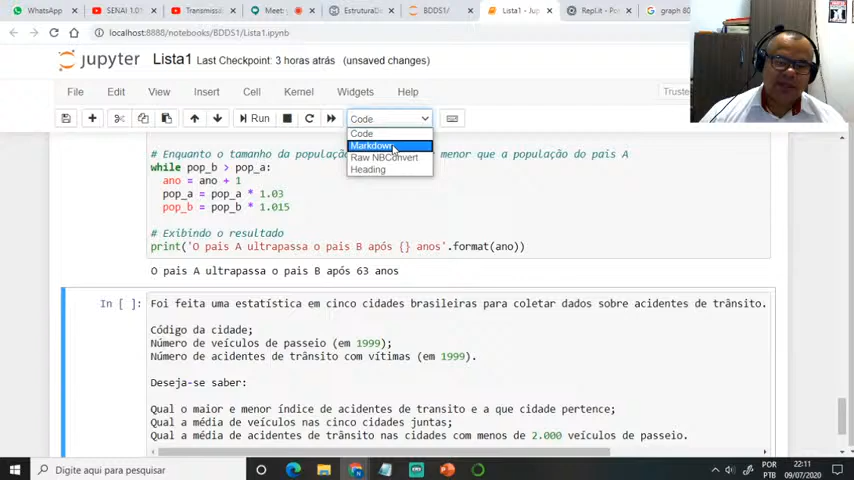 WhatsApp
SENAI 1.01
Transmissã
Meet: g
EstruturaDi
BDDS1/
Lista1 - Jup
Repl.it - Po
graph 80
localhost:8888/notebooks/BDDS1/Lista1.ipynb
jupyter Lista1 Last Checkpoint: 3 horas atrás (unsaved changes)
File Edit View Insert Cell Kernel Widgets Help Truste
Run Code
Code
Markdown
Raw NBConvert
Heading
# Enquanto o tamanho da população menor que a população do pais A
while pop_b > pop_a:
ano = ano + 1
pop_a = pop_a * 1.03
pop_b = pop_b * 1.015
# Exibindo o resultado
print('O pais A ultrapassa o pais B após {} anos'.format(ano))
O pais A ultrapassa o pais B após 63 anos
In [ ]: Foi feita uma estatística em cinco cidades brasileiras para coletar dados sobre acidentes de trânsito.
Código da cidade;
Número de veículos de passeio (em 1999);
Número de acidentes de trânsito com vítimas (em 1999).
Deseja-se saber:
Qual o maior e menor índice de acidentes de transito e a que cidade pertence;
Qual a média de veículos nas cinco cidades juntas;
Qual a média de acidentes de trânsito nas cidades com menos de 2.000 veículos de passeio.
Digite aqui para pesquisar
POR 22:11
PTB 09/07/2020